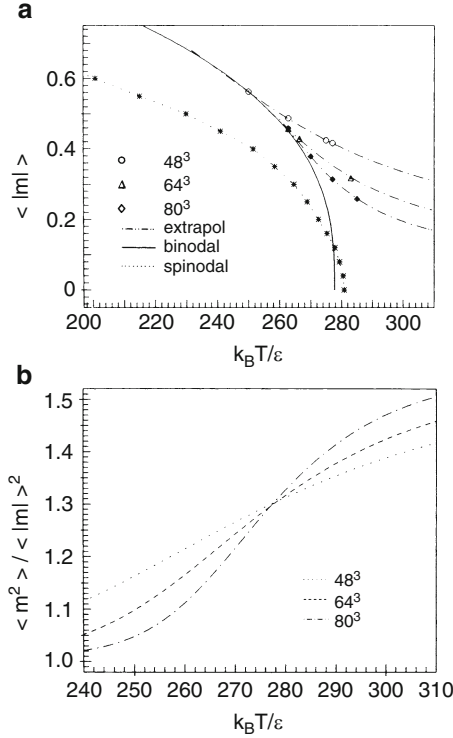 a
0.6
0.4
0.2
0
< |m| >
48³
64³
80³
extrapol
binodal
spinodal
200 220 240 260 280 300
k_BT/ε
b
1.5
1.4
1.3
1.2
1.1
1.0
< m² > / < |m| >²
48³
64³
80³
240 250 260 270 280 290 300 310
k_BT/ε